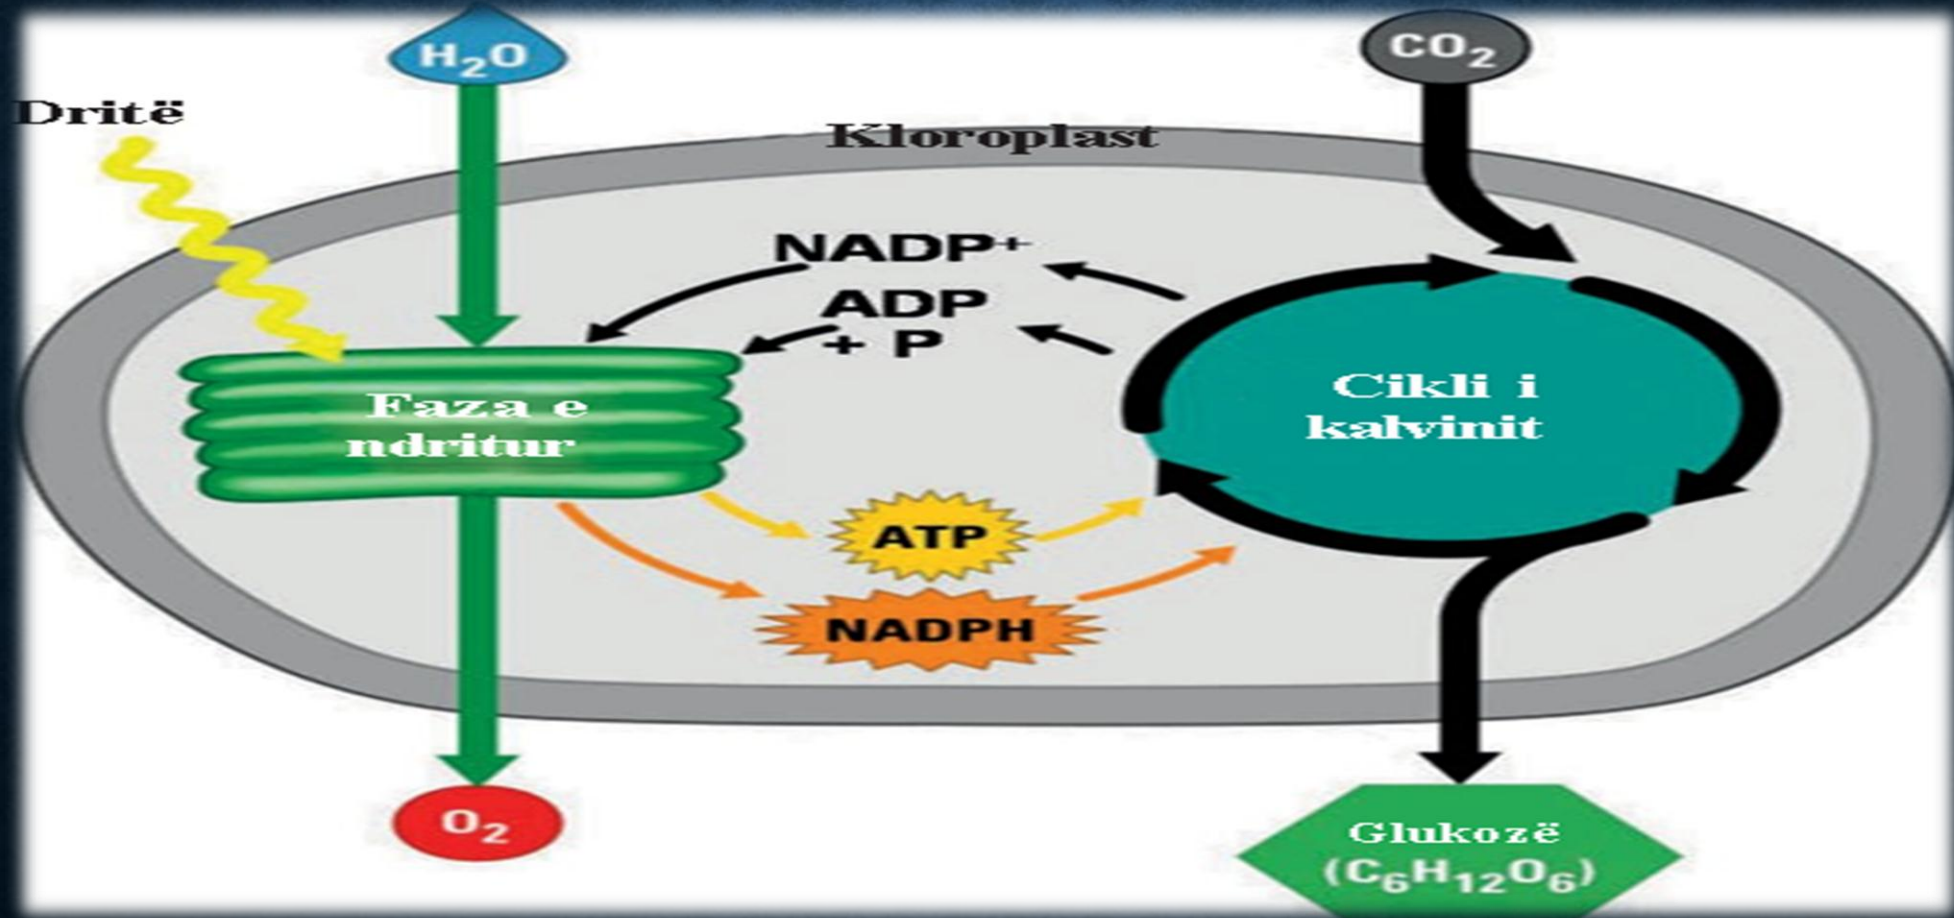 H₂O
CO₂
Dritë
Kloroplast
NADP⁺
ADP
+ P
Faza e
ndritur
Cikli i
kalvinit
ATP
NADPH
O₂
Glukozë
(C₆H₁₂O₆)